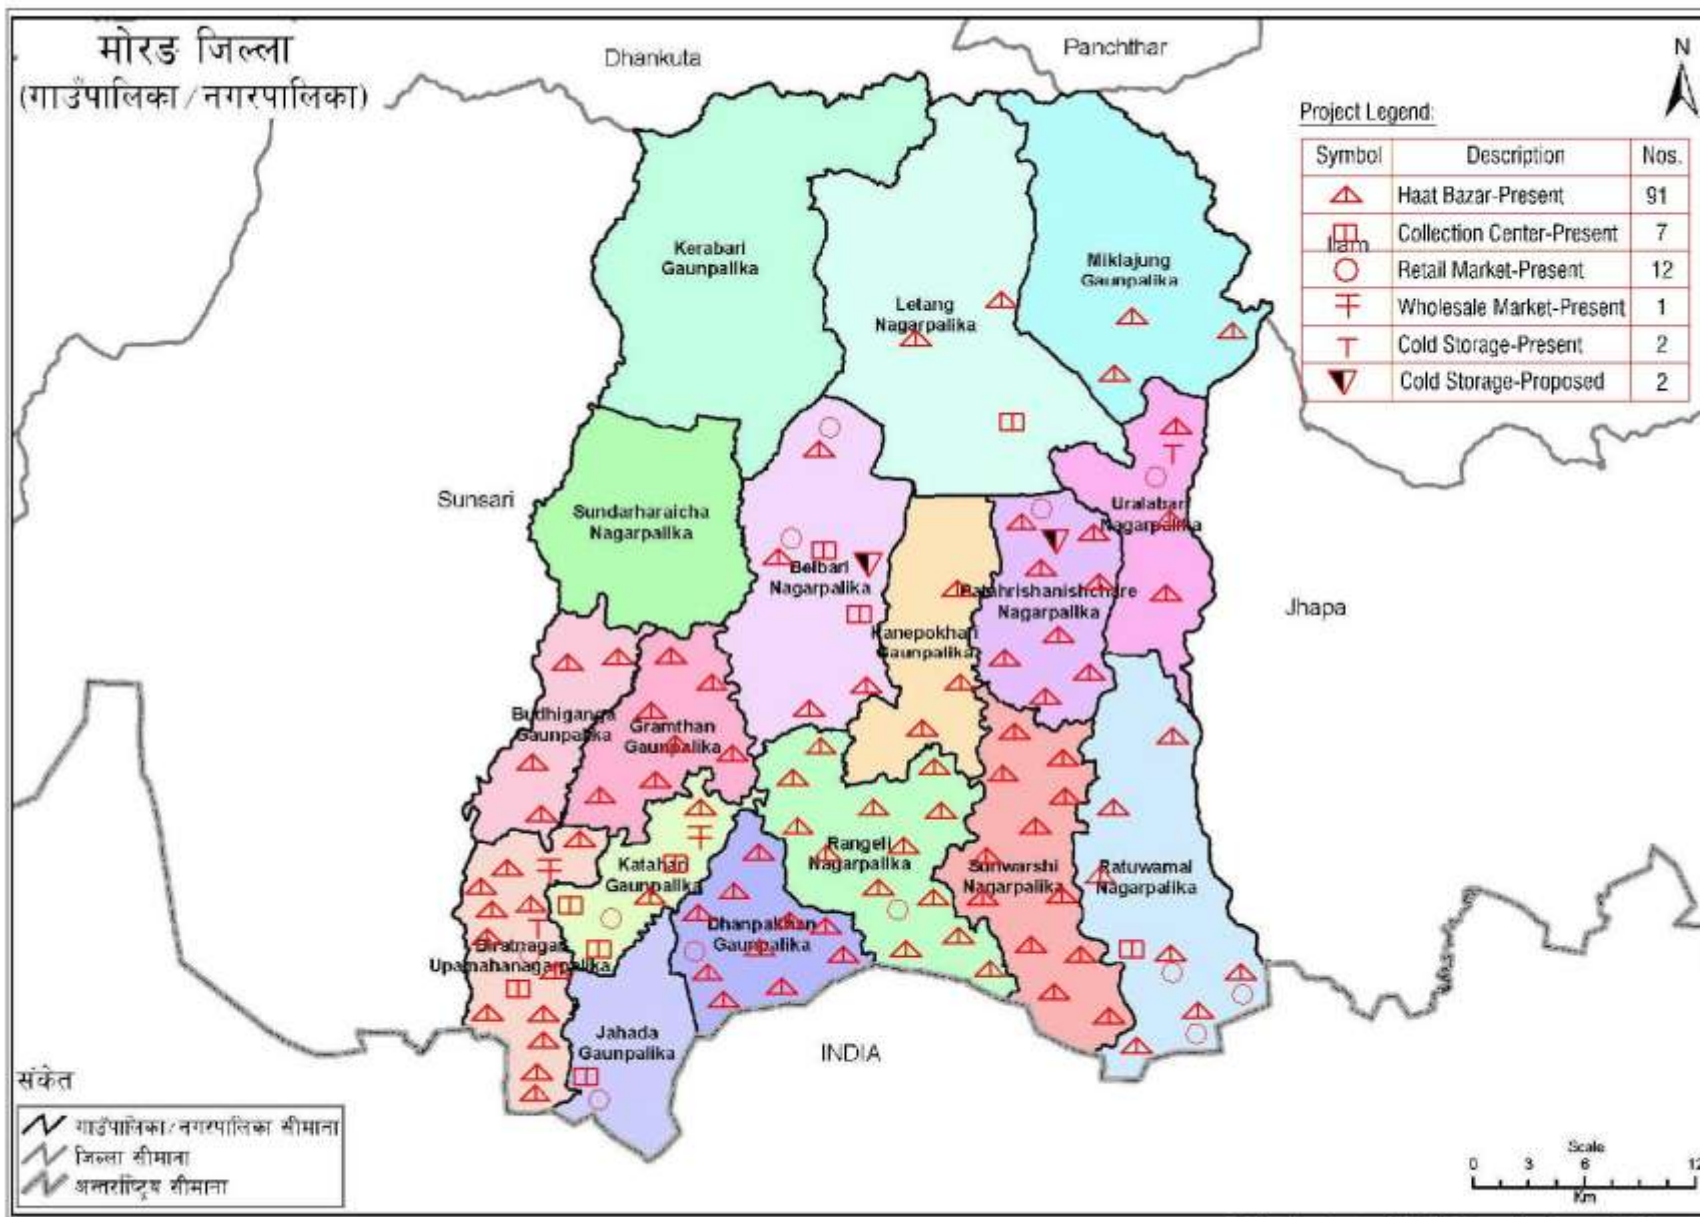 मोरङ जिल्ला
(गाउँपालिका/नगरपालिका)
Dhankuta
Panchthar
N
Project Legend:
Symbol Description Nos.
Haat Bazar-Present 91
Collection Center-Present 7
Ilam
Retail Market-Present 12
Wholesale Market-Present 1
Cold Storage-Present 2
Cold Storage-Proposed 2
Kerabari
Gaunpalika
Miklajung
Gaunpalika
Letang
Nagarpalika
Sunsari
Sundarharaicha
Nagarpalika
Uralabari
Nagarpalika
Belbari
Nagarpalika
Patahrishanishchare
Nagarpalika
Jhapa
Kanepokhari
Gaunpalika
Budhiganga
Gaunpalika
Gramthan
Gaunpalika
Katahari
Gaunpalika
Rangeli
Nagarpalika
Sunwarshi
Nagarpalika
Ratuwamai
Nagarpalika
Dhanpalthan
Gaunpalika
Biratnagar
Upamahanagarpalika
Jahada
Gaunpalika
INDIA
संकेत
गाउँपालिका/नगरपालिका सीमाना
जिल्ला सीमाना
अन्तर्राष्ट्रिय सीमाना
Scale
0 3 6 12
Km